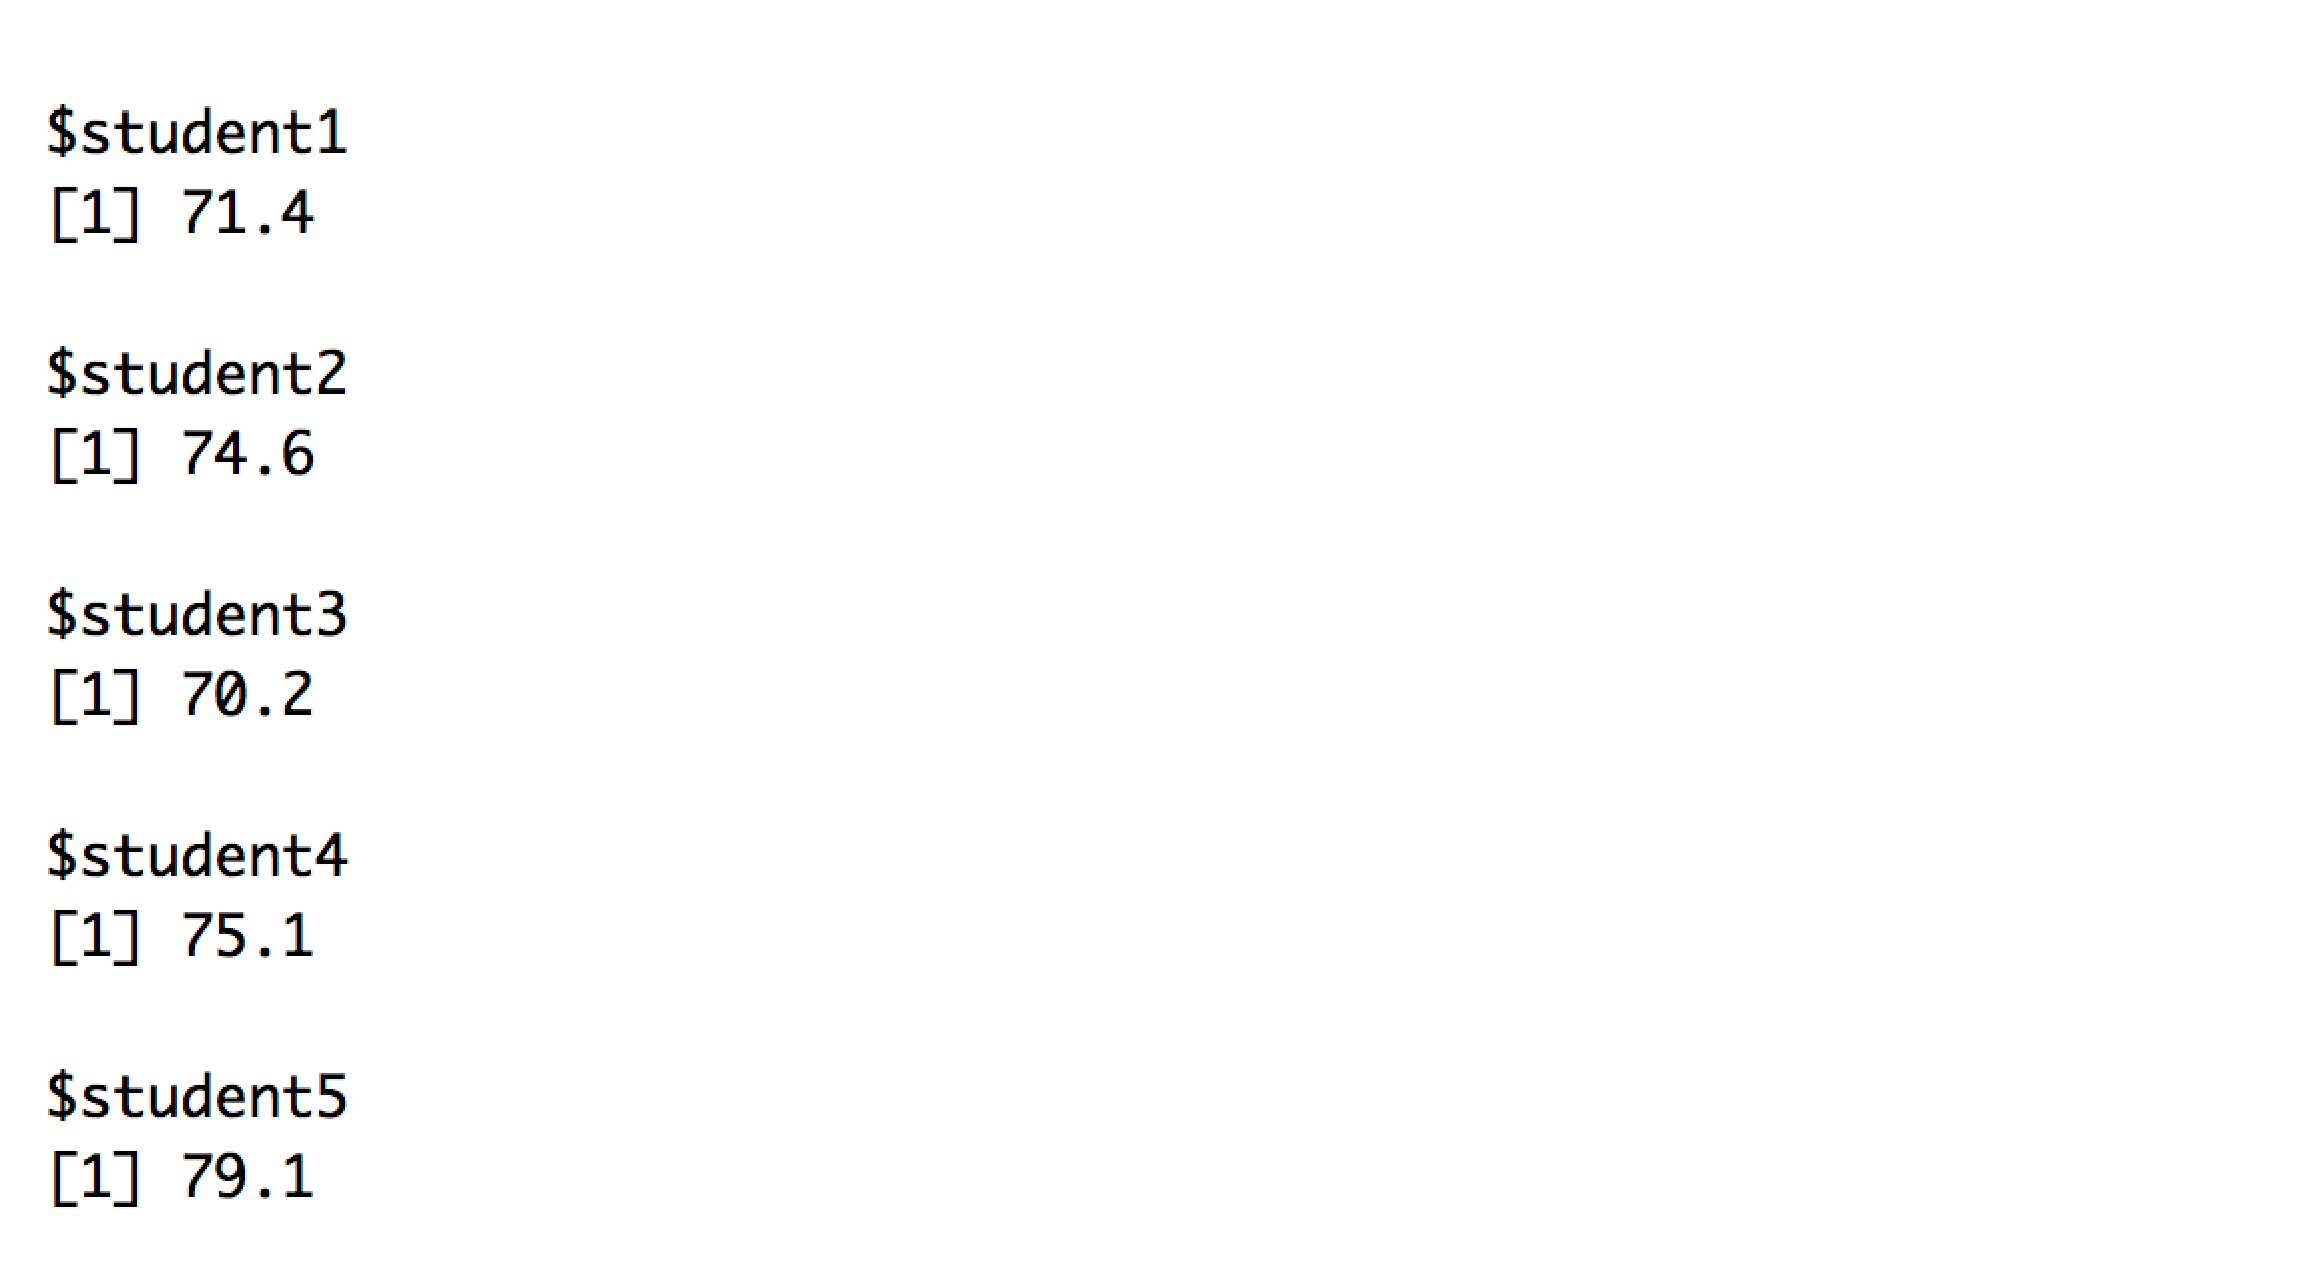 $student1
[1] 71.4
$student2
[1] 74.6
$student3
[1] 70.2
$student4
[1] 75.1
$student5
[1] 79.1